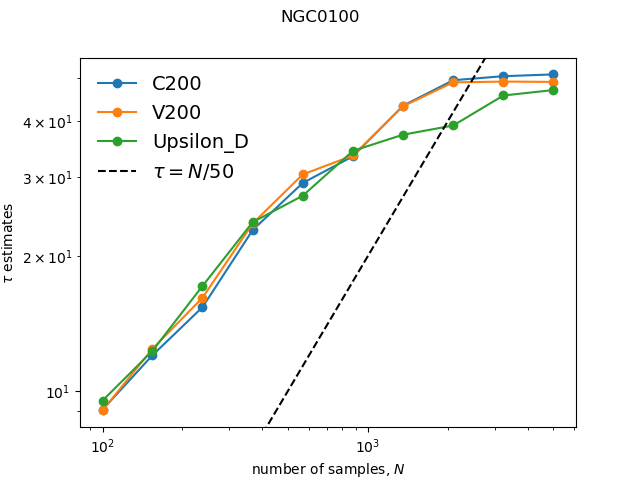 NGC0100
C200
V200
Upsilon_D
τ = N/50
4 × 10¹
3 × 10¹
2 × 10¹
10¹
τ estimates
10²
10³
number of samples, N